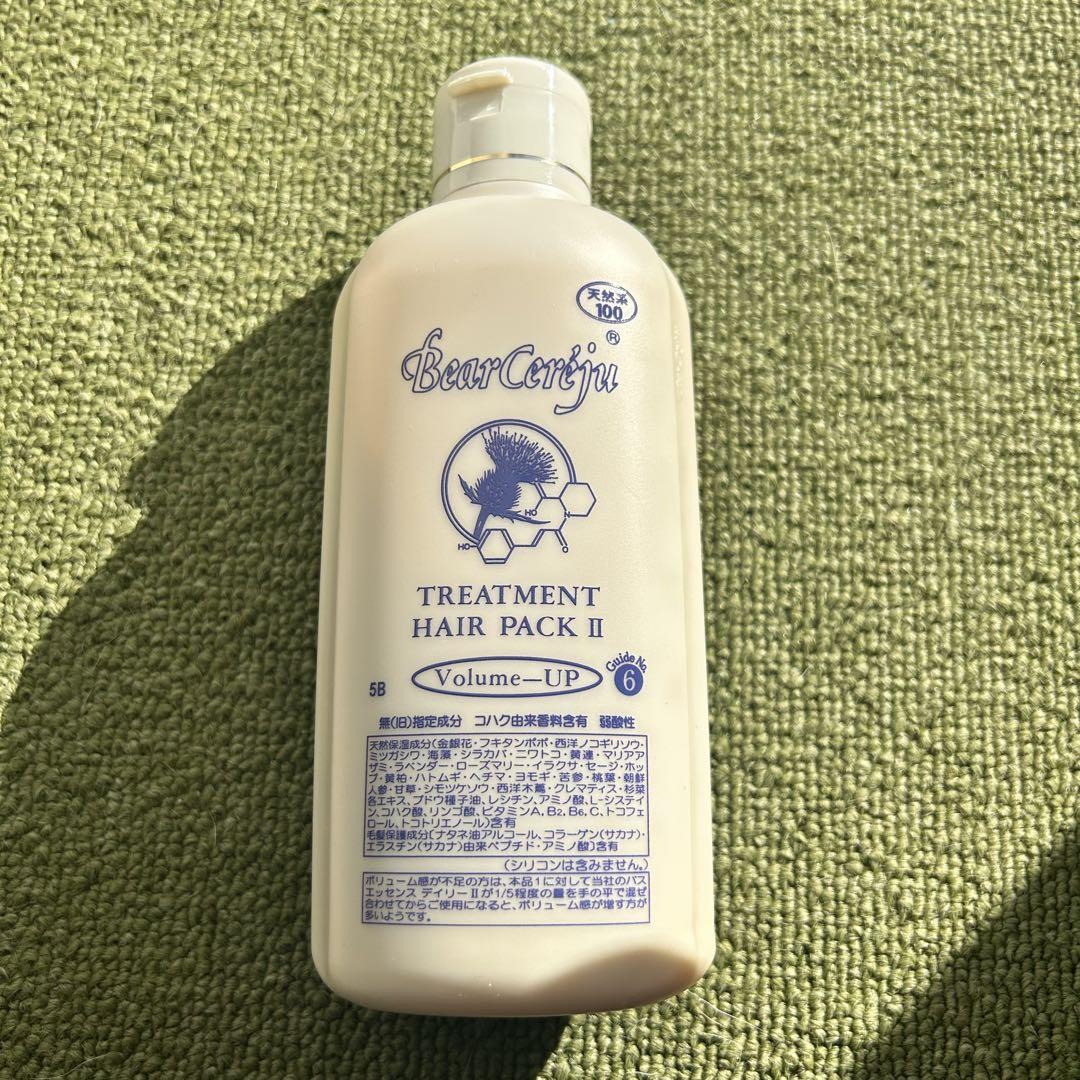 天然系
100
BearCeréju®
HO
N
HO
O
TREATMENT
HAIR PACK II
Guide No.
5B Volume-UP 6
無(旧)指定成分 コハク由来香料含有 弱酸性
天然保湿成分(金銀花・フキタンポポ・西洋ノコギリソウ・
ミツガシワ・海藻・シラカバ・ニワトコ・黄連・マリアア
ザミ・ラベンダー・ローズマリー・イラクサ・セージ・ホッ
プ・黄柏・ハトムギ・ヘチマ・ヨモギ・苦参・桃葉・朝鮮
人参・甘草・シモツケソウ・西洋木蔦・クレマティス・杉菜
各エキス、ブドウ種子油、レシチン、アミノ酸、L-システイ
ン、コハク酸、リンゴ酸、ビタミンA, B2, B6, C、トコフェ
ロール、トコトリエノール)含有
毛髪保護成分〔ナタネ油アルコール、コラーゲン(サカナ)・
エラスチン(サカナ)由来ペプチド・アミノ酸〕含有
(シリコンは含みません。)
ボリューム感が不足の方は、本品1に対して当社のバス
エッセンス デイリーⅡが1/5程度の量を手の平で混ぜ
合わせてからご使用になると、ボリューム感が増す方が
多いようです。